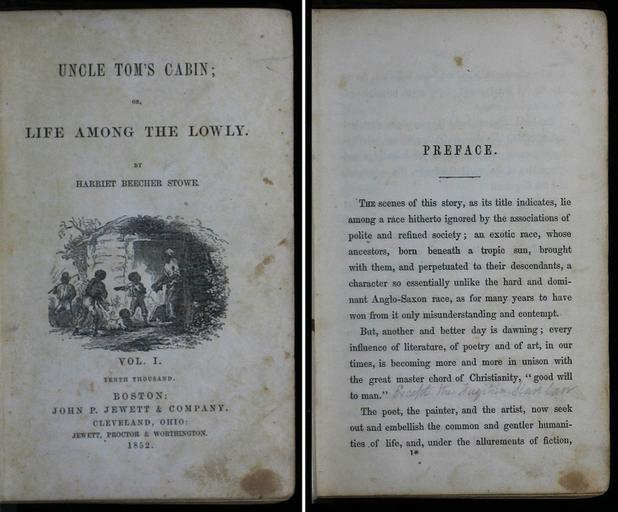 UNCLE TOM'S CABIN;
OR,
LIFE AMONG THE LOWLY.
BY
HARRIET BEECHER STOWE.
VOL. I.
TENTH THOUSAND.
BOSTON:
JOHN P. JEWETT & COMPANY.
CLEVELAND, OHIO:
JEWETT, PROCTOR & WORTHINGTON.
1852.
PREFACE.
THE scenes of this story, as its title indicates, lie
among a race hitherto ignored by the associations of
polite and refined society; an exotic race, whose
ancestors, born beneath a tropic sun, brought
with them, and perpetuated to their descendants, a
character so essentially unlike the hard and domi-
nant Anglo-Saxon race, as for many years to have
won from it only misunderstanding and contempt.
But, another and better day is dawning; every
influence of literature, of poetry and of art, in our
times, is becoming more and more in unison with
the great master chord of Christianity, "good will
to man." Except the Fugitive Slave Law
The poet, the painter, and the artist, now seek
out and embellish the common and gentler humani-
ties of life, and, under the allurements of fiction,
1*